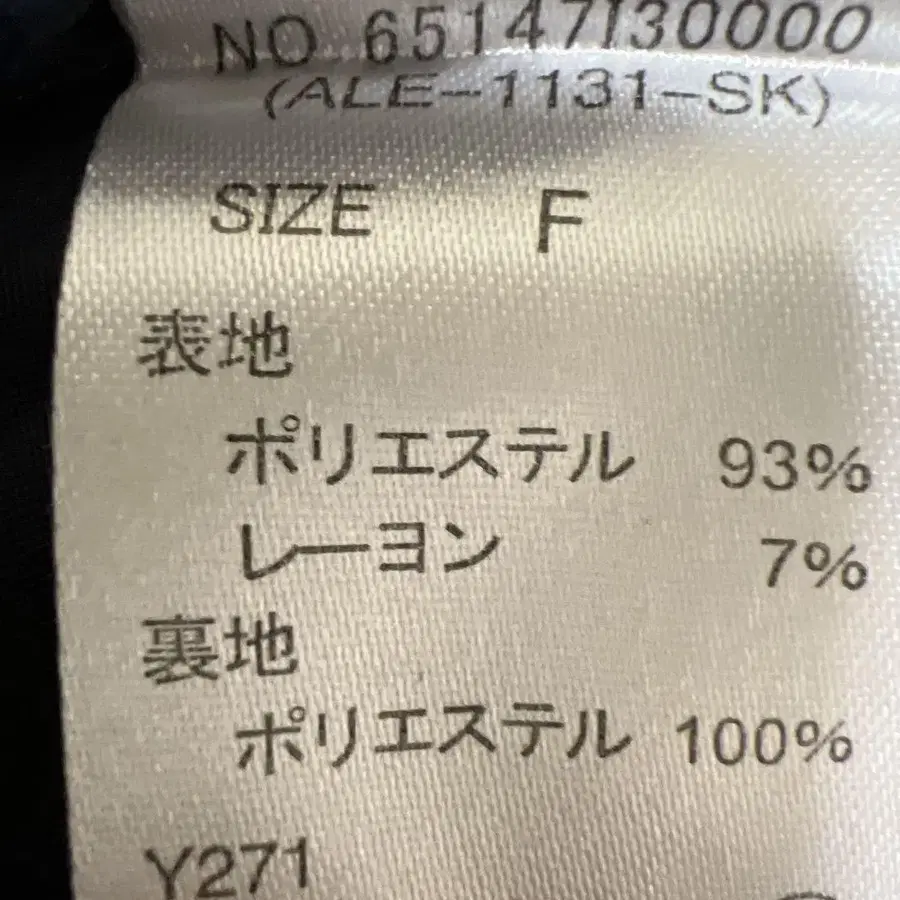 NO 65147130000
(ALE-1131-SK)
SIZE F
表地
ポリエステル 93%
レーヨン 7%
裏地
ポリエステル 100%
Y271